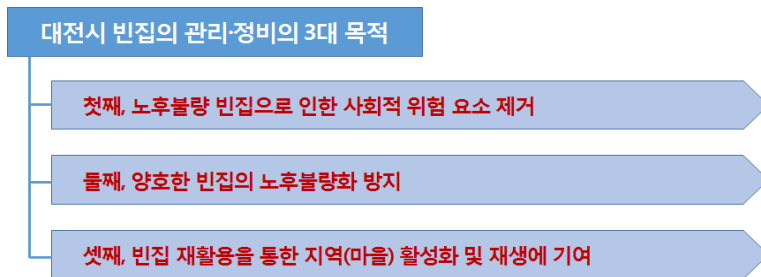 대전시 빈집의 관리·정비의 3대 목적
첫째, 노후불량 빈집으로 인한 사회적 위험 요소 제거
둘째, 양호한 빈집의 노후불량화 방지
셋째, 빈집 재활용을 통한 지역(마을) 활성화 및 재생에 기여